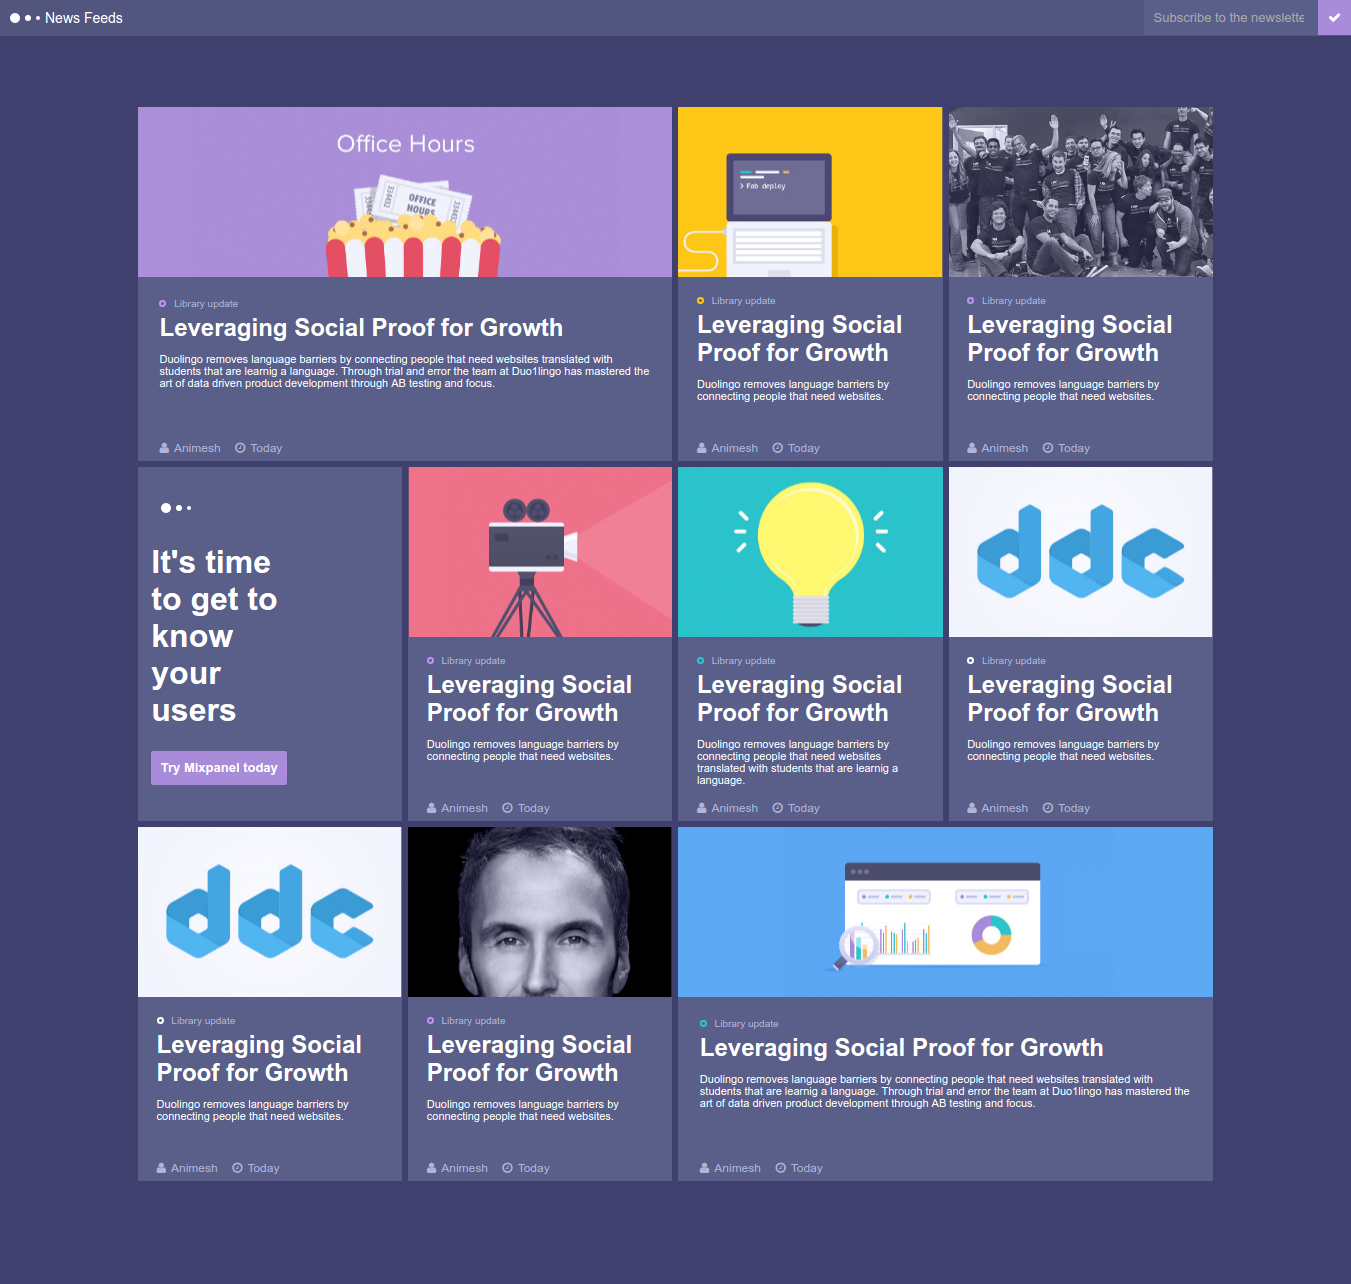 News Feeds
Subscribe to the newslette
Office Hours
OFFICE
HOURS
334432
334432
> Fab deploy
Library update
Leveraging Social Proof for Growth
Duolingo removes language barriers by connecting people that need websites translated with
students that are learnig a language. Through trial and error the team at Duo1lingo has mastered the
art of data driven product development through AB testing and focus.
Animesh Today
Library update
Leveraging Social
Proof for Growth
Duolingo removes language barriers by
connecting people that need websites.
Animesh Today
Library update
Leveraging Social
Proof for Growth
Duolingo removes language barriers by
connecting people that need websites.
Animesh Today
It's time
to get to
know
your
users
Try Mixpanel today
Library update
Leveraging Social
Proof for Growth
Duolingo removes language barriers by
connecting people that need websites.
Animesh Today
Library update
Leveraging Social
Proof for Growth
Duolingo removes language barriers by
connecting people that need websites
translated with students that are learnig a
language.
Animesh Today
ddc
Library update
Leveraging Social
Proof for Growth
Duolingo removes language barriers by
connecting people that need websites.
Animesh Today
ddc
Library update
Leveraging Social
Proof for Growth
Duolingo removes language barriers by
connecting people that need websites.
Animesh Today
Library update
Leveraging Social
Proof for Growth
Duolingo removes language barriers by
connecting people that need websites.
Animesh Today
Library update
Leveraging Social Proof for Growth
Duolingo removes language barriers by connecting people that need websites translated with
students that are learnig a language. Through trial and error the team at Duo1lingo has mastered the
art of data driven product development through AB testing and focus.
Animesh Today